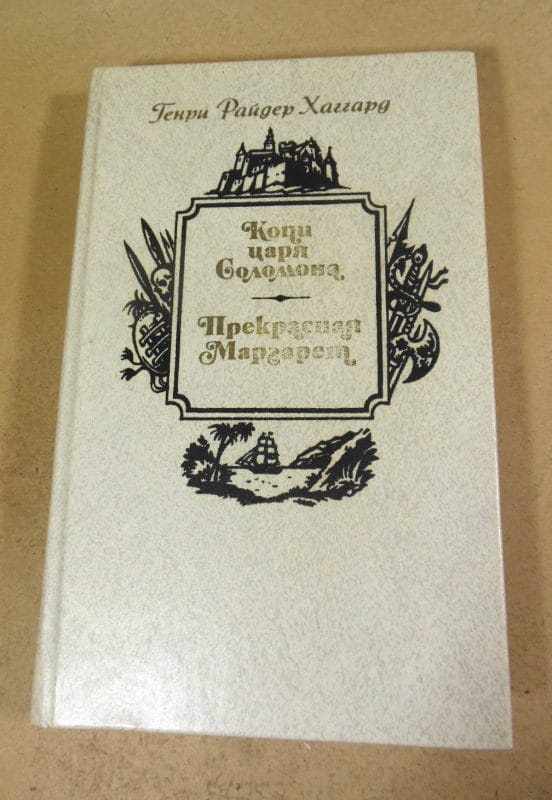 Генри Райдер Хаггард
Копи
царя
Соломона
Прекрасная
Маргарет